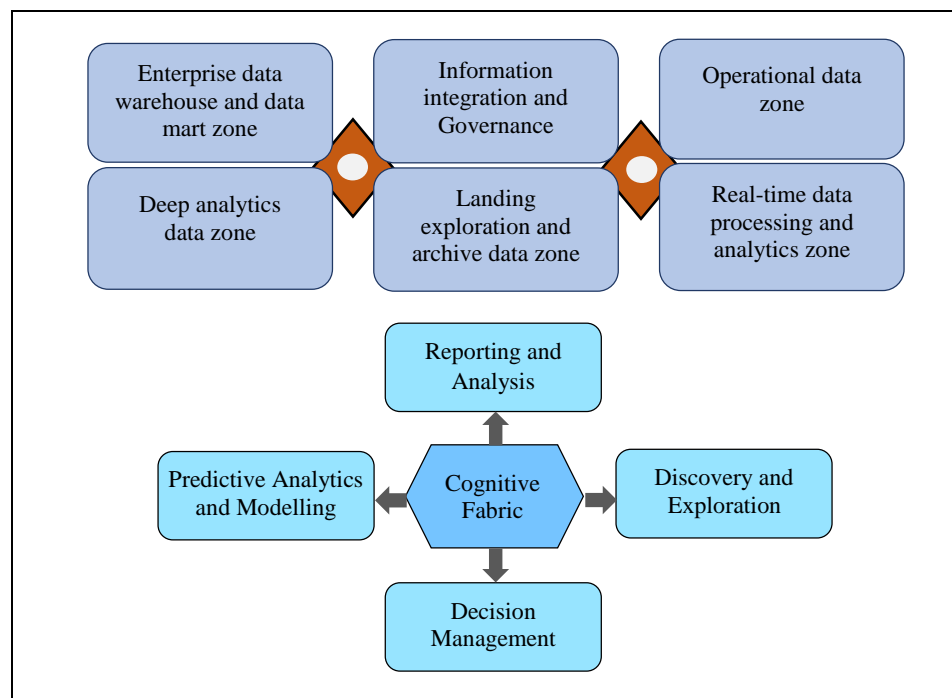 Enterprise data
warehouse and data
mart zone
Information
integration and
Governance
Operational data
zone
Deep analytics
data zone
Landing
exploration and
archive data zone
Real-time data
processing and
analytics zone
Reporting and
Analysis
Predictive Analytics
and Modelling
Cognitive
Fabric
Discovery and
Exploration
Decision
Management